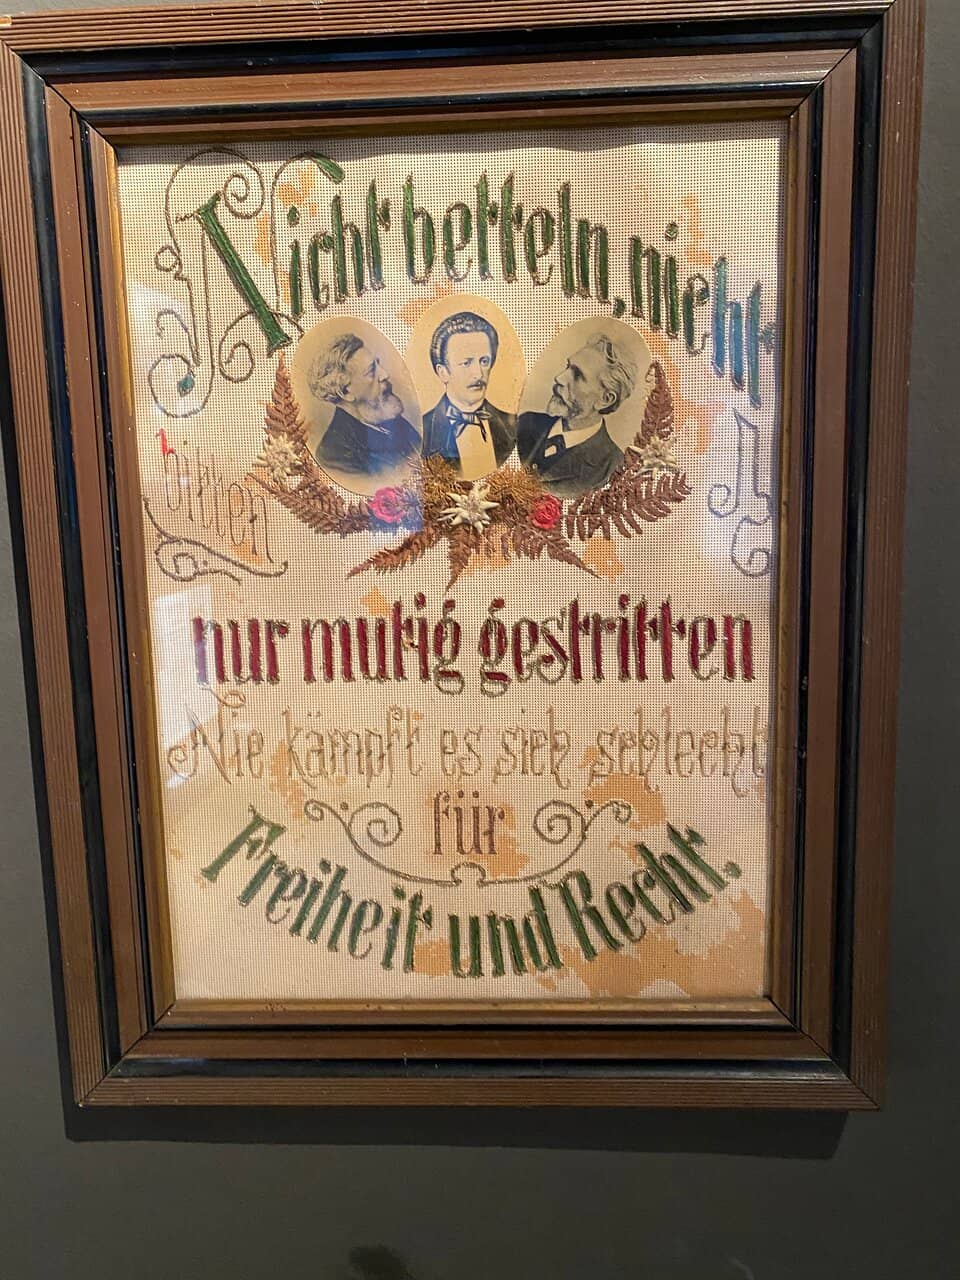 Nicht betteln, nicht
bitten
nur mutig gestritten
Nie kämpft es sich schlecht
für
Freiheit und Recht.